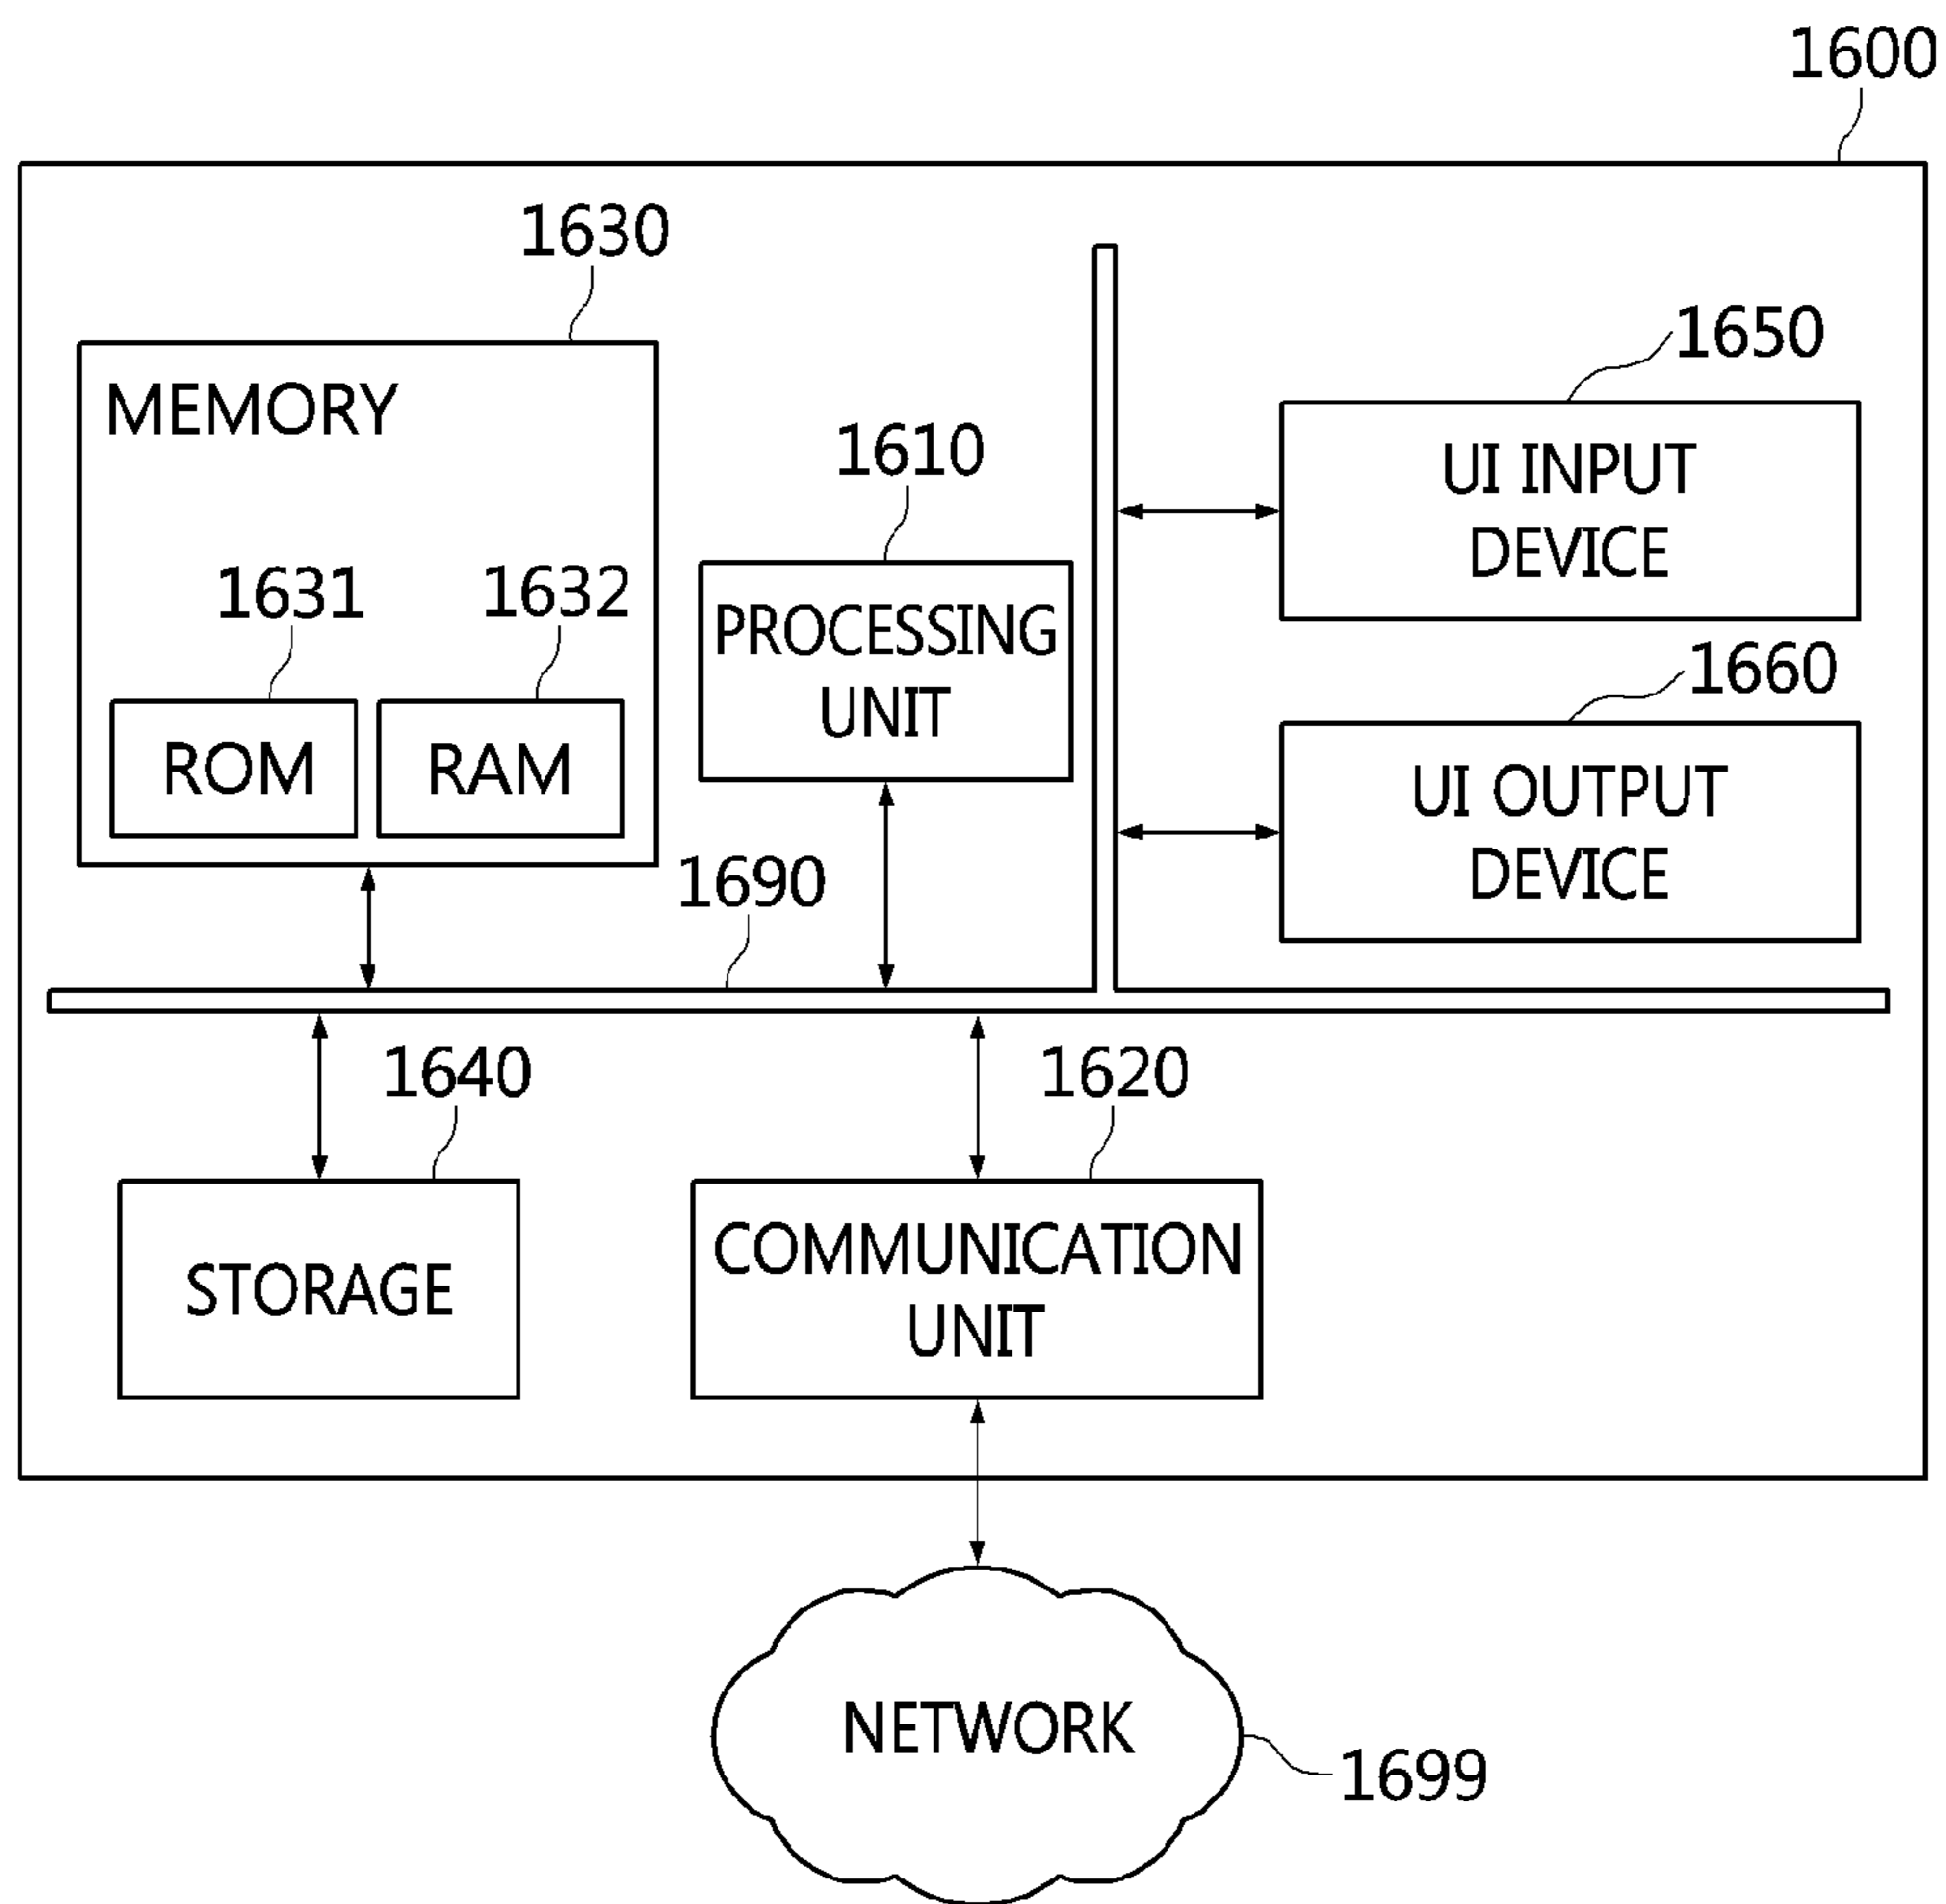 1600
1630
MEMORY
1650
UI INPUT
DEVICE
1610
PROCESSING
UNIT
1631
1632
ROM
RAM
1660
UI OUTPUT
DEVICE
1690
1640
1620
STORAGE
COMMUNICATION
UNIT
NETWORK
1699